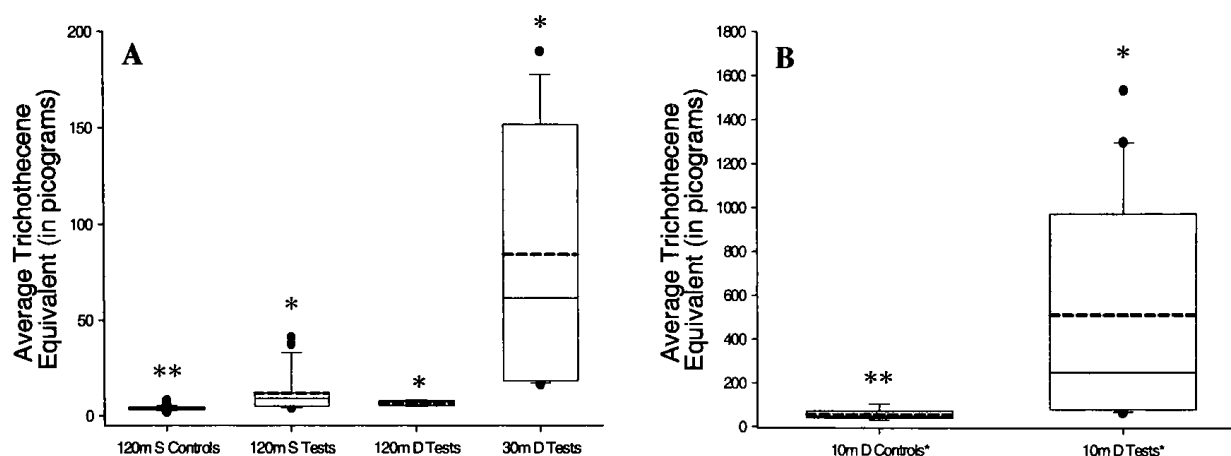 A
Average Trichothecene
Equivalent (in picograms)
200
150
100
50
0
**
*
*
*
120m S Controls
120m S Tests
120m D Tests
30m D Tests
B
Average Trichothecene
Equivalent (in picograms)
1800
1600
1400
1200
1000
800
600
400
200
0
**
*
10m D Controls*
10m D Tests*